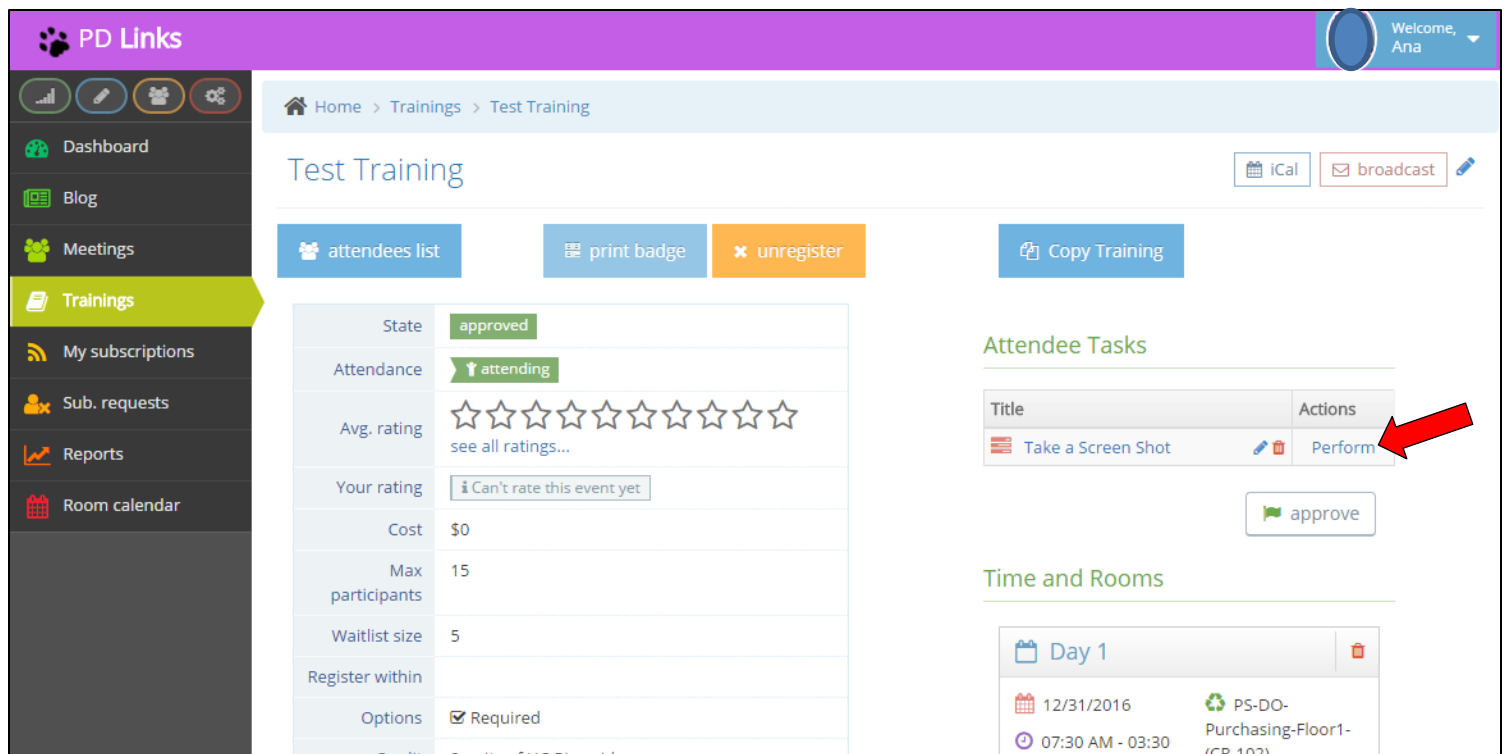 PD Links
Welcome,
Ana
Home > Trainings > Test Training
Dashboard
Blog
Meetings
Trainings
My subscriptions
Sub. requests
Reports
Room calendar
Test Training
iCal
broadcast
attendees list
print badge
unregister
Copy Training
State approved
Attendance attending
Avg. rating
see all ratings...
Your rating Can't rate this event yet
Cost $0
Max
participants
15
Waitlist size 5
Register within
Options Required
Attendee Tasks
Title Actions
Take a Screen Shot Perform
approve
Time and Rooms
Day 1
12/31/2016
07:30 AM - 03:30
PS-DO-
Purchasing-Floor1-